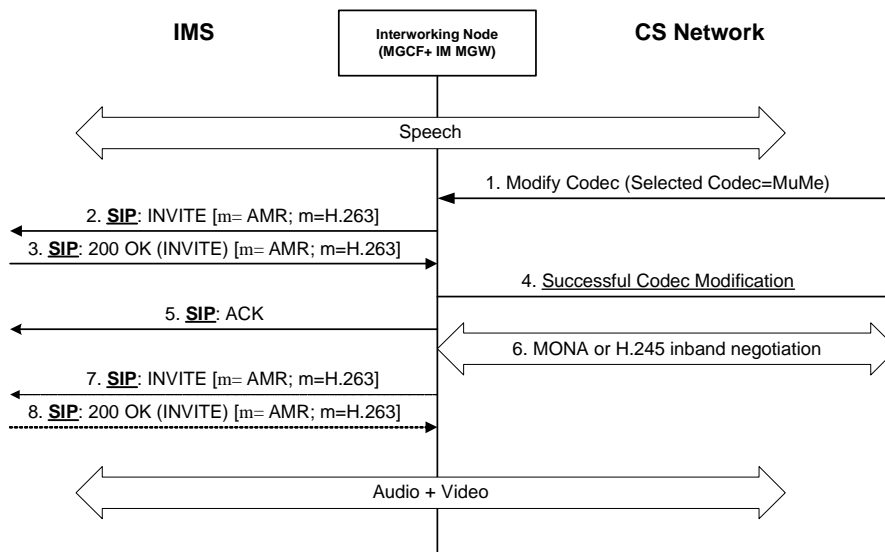 IMS
Interworking Node
(MGCF+ IM MGW)
CS Network
Speech
1. Modify Codec (Selected Codec=MuMe)
2. SIP: INVITE [m= AMR; m=H.263]
3. SIP: 200 OK (INVITE) [m= AMR; m=H.263]
4. Successful Codec Modification
5. SIP: ACK
6. MONA or H.245 inband negotiation
7. SIP: INVITE [m= AMR; m=H.263]
8. SIP: 200 OK (INVITE) [m= AMR; m=H.263]
Audio + Video